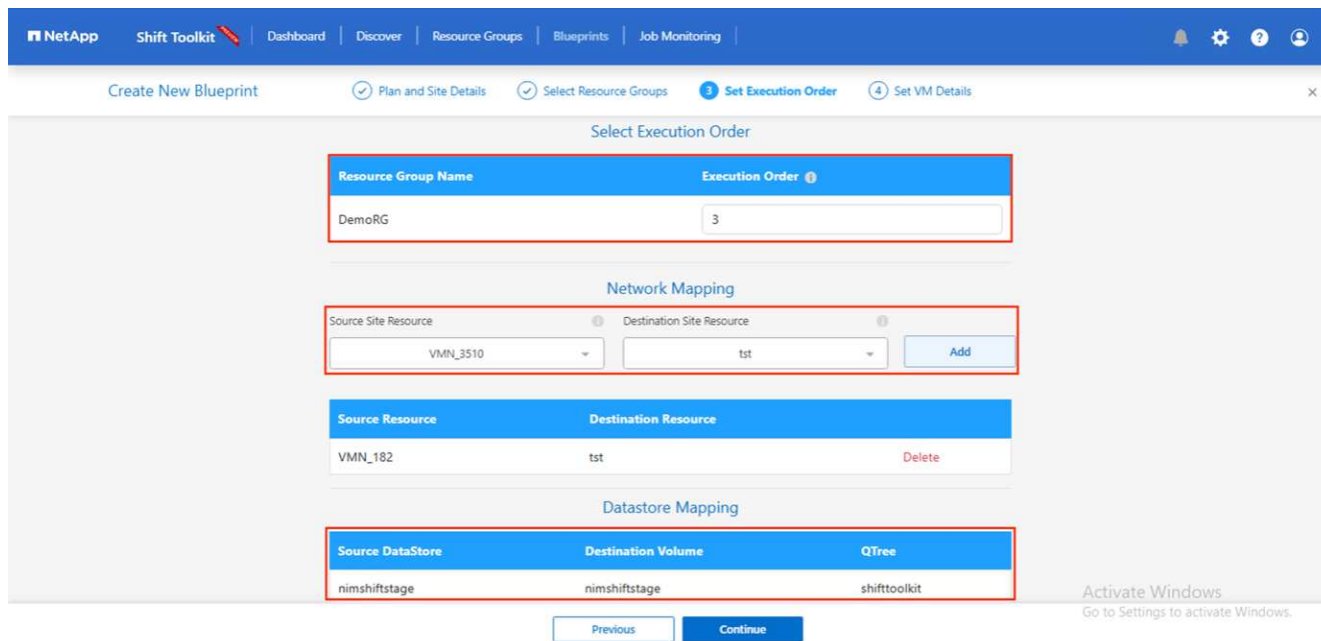 NetApp Shift Toolkit Dashboard Discover Resource Groups Blueprints Job Monitoring
Create New Blueprint Plan and Site Details Select Resource Groups 3 Set Execution Order 4 Set VM Details
Select Execution Order
Resource Group Name Execution Order
DemoRG 3
Network Mapping
Source Site Resource Destination Site Resource
VMN_3510 tst Add
Source Resource Destination Resource
VMN_182 tst Delete
Datastore Mapping
Source DataStore Destination Volume QTree
nimshiftstage nimshiftstage shifttoolkit
Activate Windows
Go to Settings to activate Windows.
Previous Continue